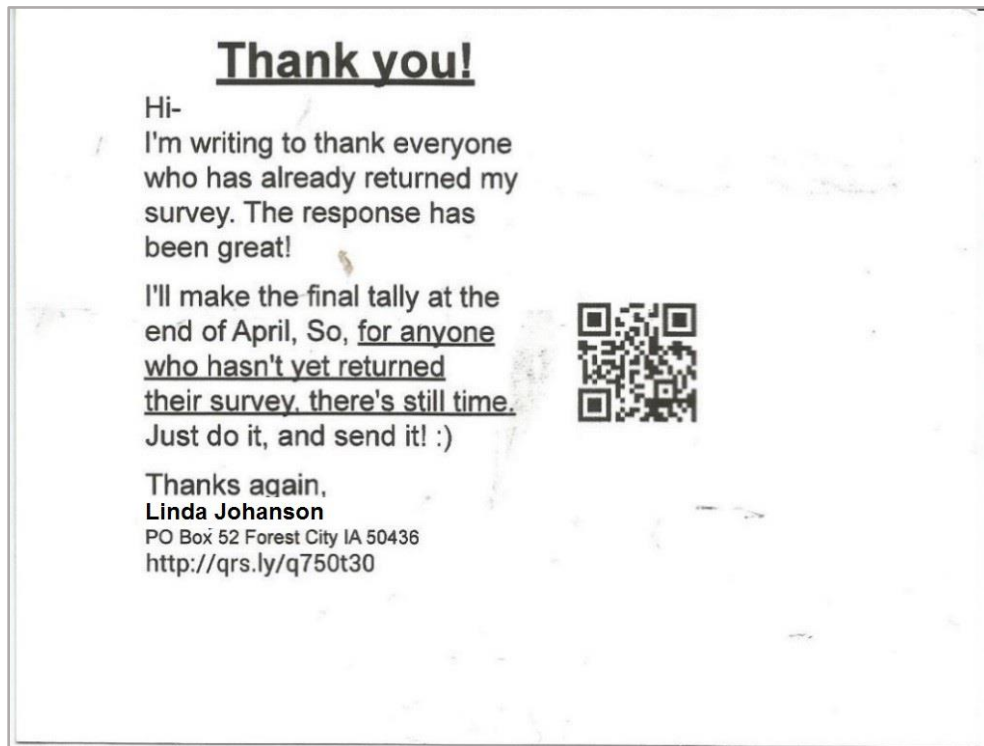 Thank you!
Hi-
I'm writing to thank everyone
who has already returned my
survey. The response has
been great!
I'll make the final tally at the
end of April, So, for anyone
who hasn't yet returned
their survey, there's still time.
Just do it, and send it! :)
Thanks again,
Linda Johanson
PO Box 52 Forest City IA 50436
http://qrs.ly/q750t30